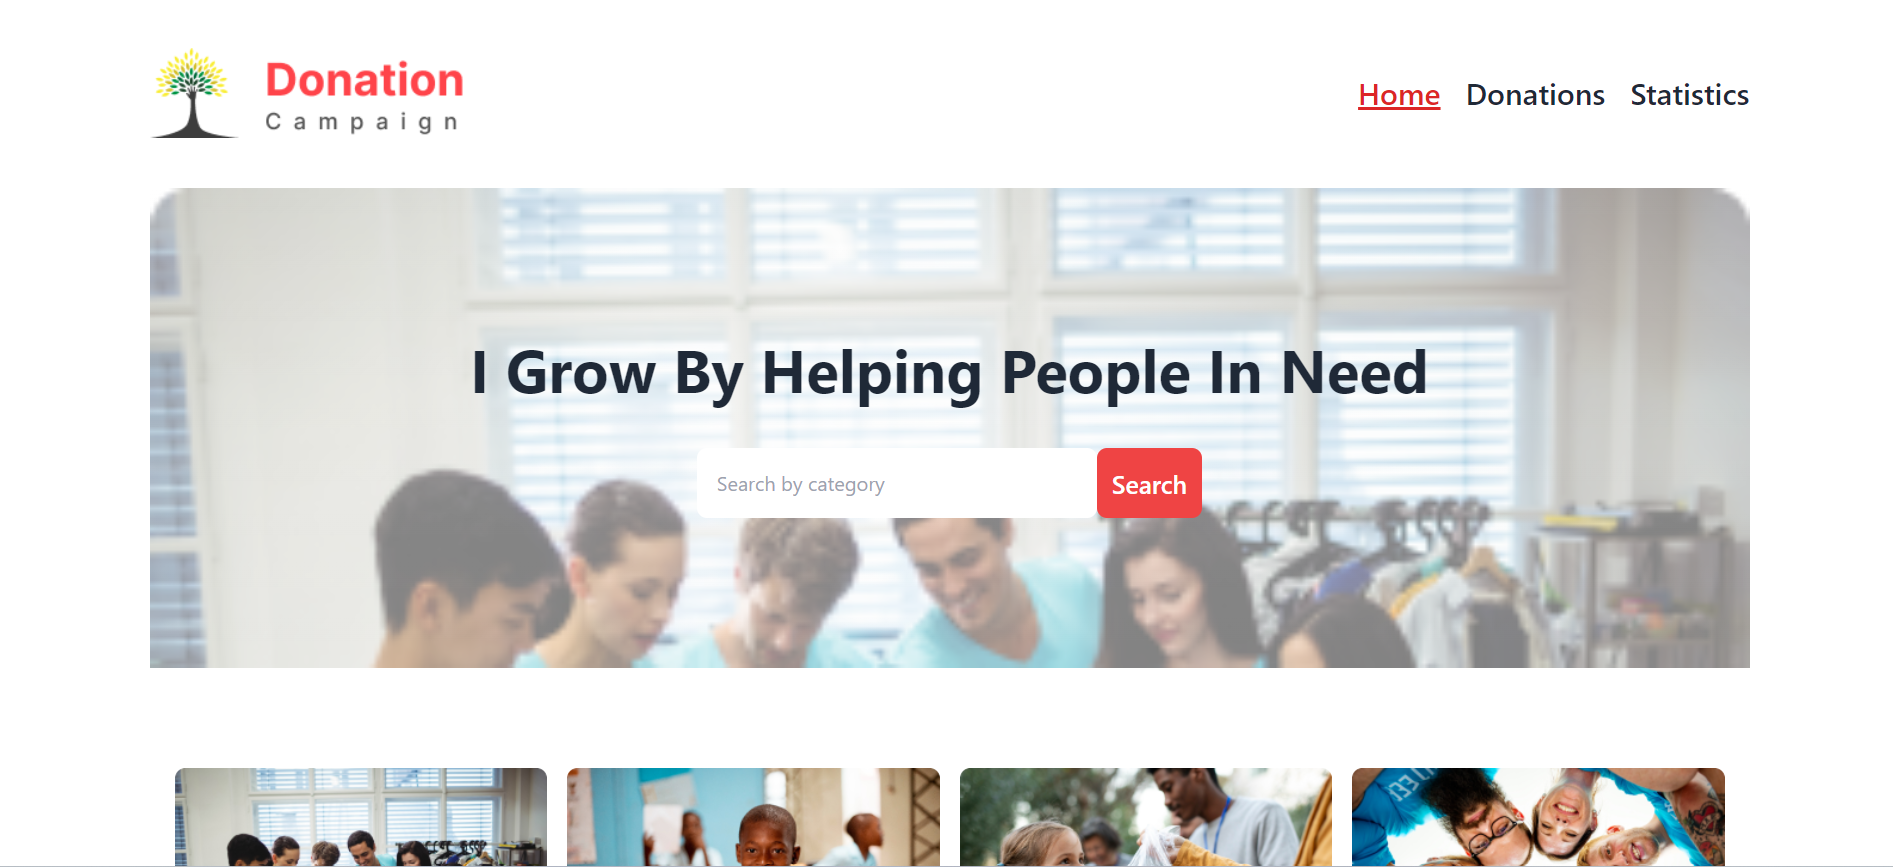 Donation
Campaign
Home Donations Statistics
I Grow By Helping People In Need
Search by category Search